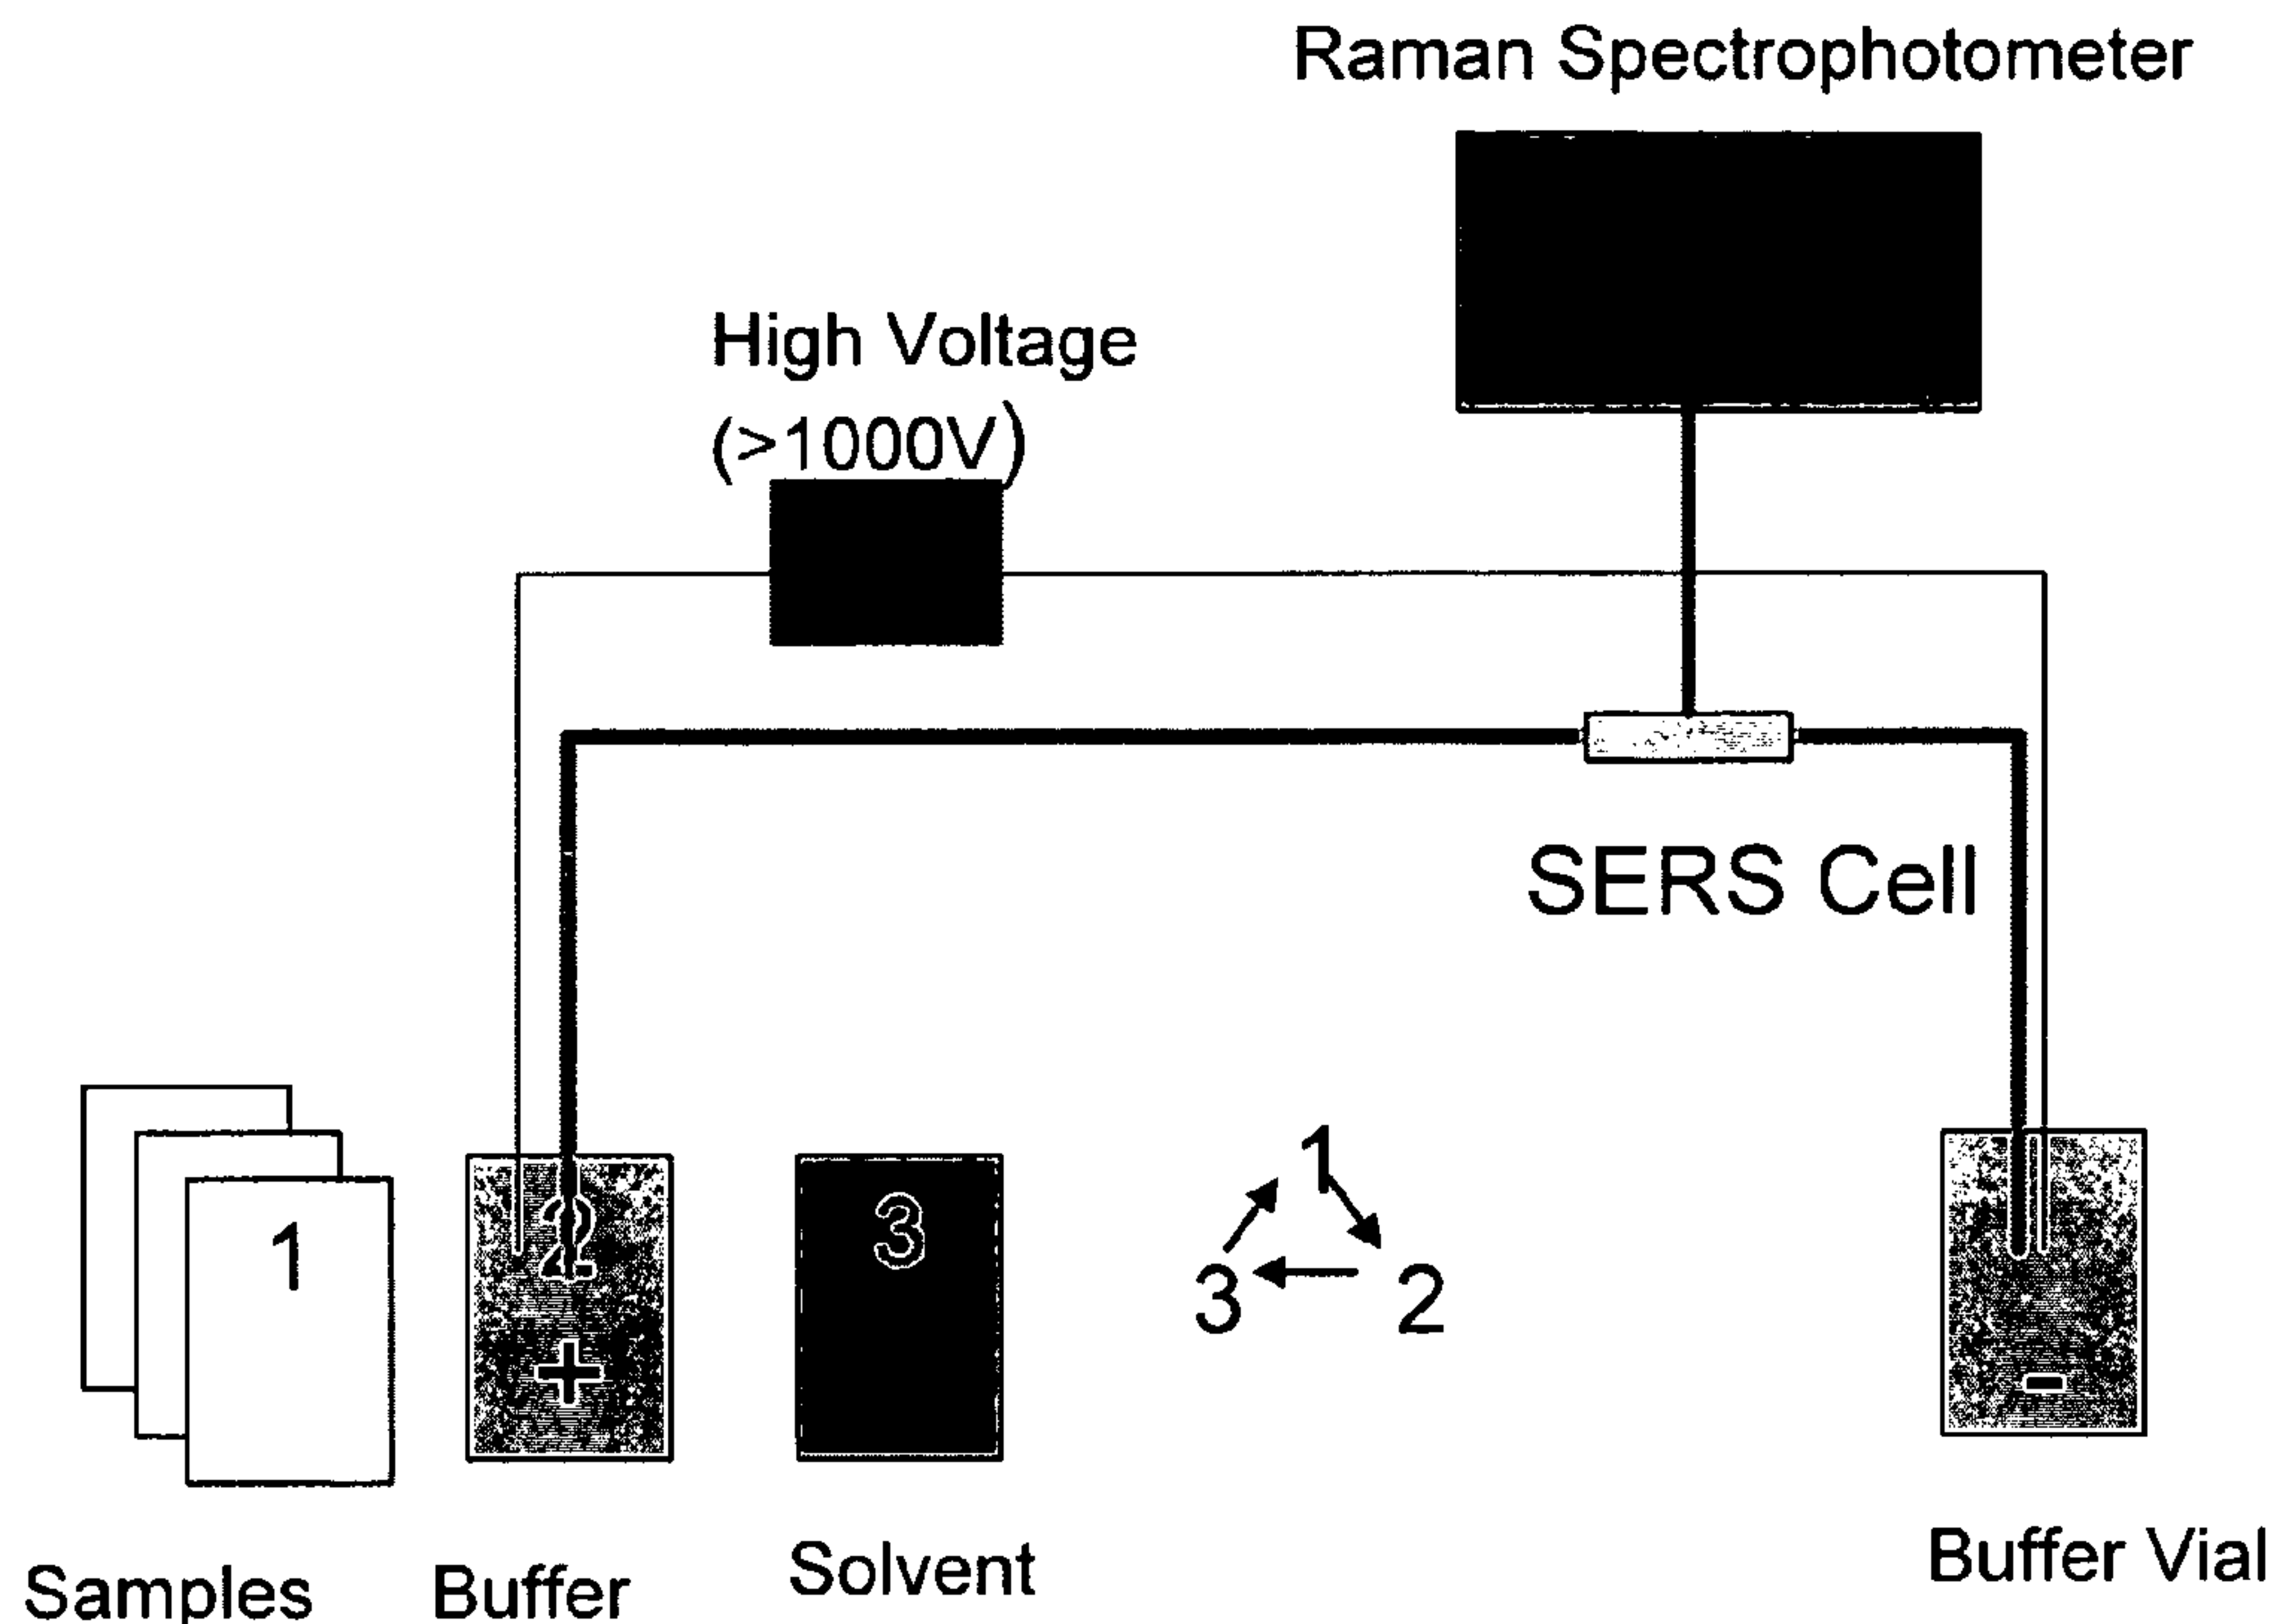 Raman Spectrophotometer
High Voltage
(>1000V)
SERS Cell
1
2
3
+
1
3
2
-
Samples
Buffer
Solvent
Buffer Vial